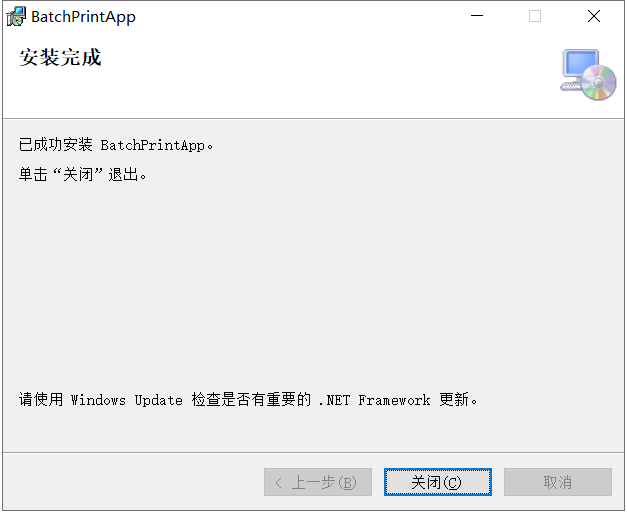 BatchPrintApp
安装完成
已成功安装 BatchPrintApp。
单击“关闭”退出。
请使用 Windows Update 检查是否有重要的 .NET Framework 更新。
< 上一步(B)
关闭(C)
取消